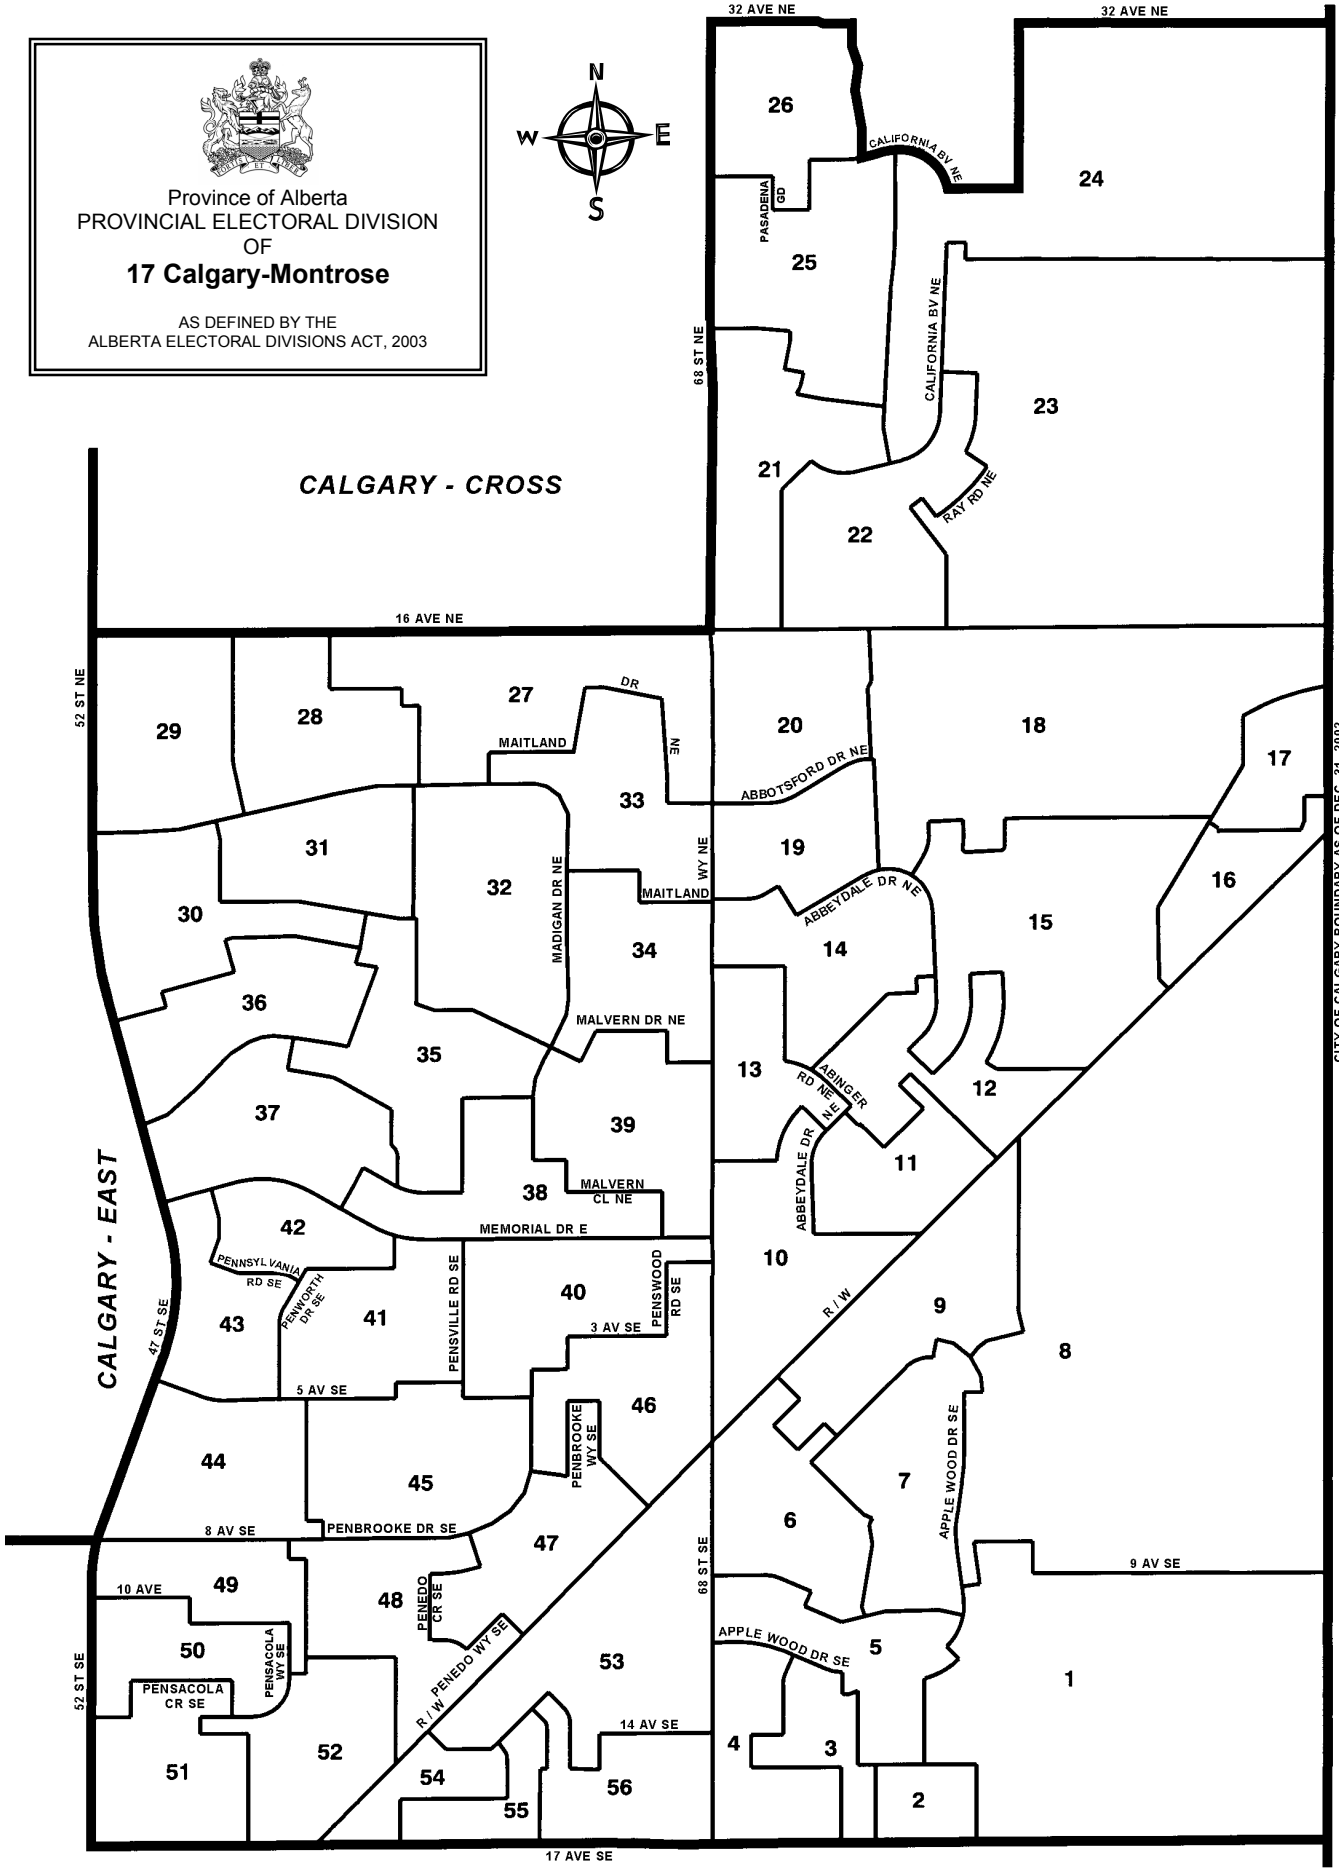 32 AVE NE
32 AVE NE
N
W
E
S
Province of Alberta
PROVINCIAL ELECTORAL DIVISION
OF
17 Calgary-Montrose
AS DEFINED BY THE
ALBERTA ELECTORAL DIVISIONS ACT, 2003
26
CALIFORNIA BV NE
24
PASADENA
GD
25
CALIFORNIA BV NE
68 ST NE
23
21
RAY RD NE
22
CALGARY - CROSS
16 AVE NE
52 ST NE
29
28
27
DR
NE
MAITLAND
20
18
17
ABBOTSFORD DR NE
33
CITY OF CALGARY BOUNDARY AS OF DEC. 31, 2002
31
32
MADIGAN DR NE
WY NE
MAITLAND
19
ABBEYDALE DR NE
16
30
34
14
15
36
MALVERN DR NE
35
13
ABINGER
RD NE
12
37
39
NE
ABBEYDALE DR
11
CALGARY - EAST
38
MALVERN
CL NE
42
MEMORIAL DR E
10
PENNSYLVANIA
RD SE
PENWORTH
DR SE
PENSVILLE RD SE
40
PENSWOOD
RD SE
R / W
9
43
41
3 AV SE
8
47 ST SE
5 AV SE
46
PENBROOKE
WY SE
APPLE WOOD DR SE
44
45
7
6
8 AV SE
PENBROOKE DR SE
47
68 ST SE
9 AV SE
10 AVE
49
48
PENEDO
CR SE
50
PENSACOLA
WY SE
PENEDO WY SE
53
APPLE WOOD DR SE
5
1
52 ST SE
PENSACOLA
CR SE
R / W
14 AV SE
4
3
51
52
54
55
56
2
17 AVE SE